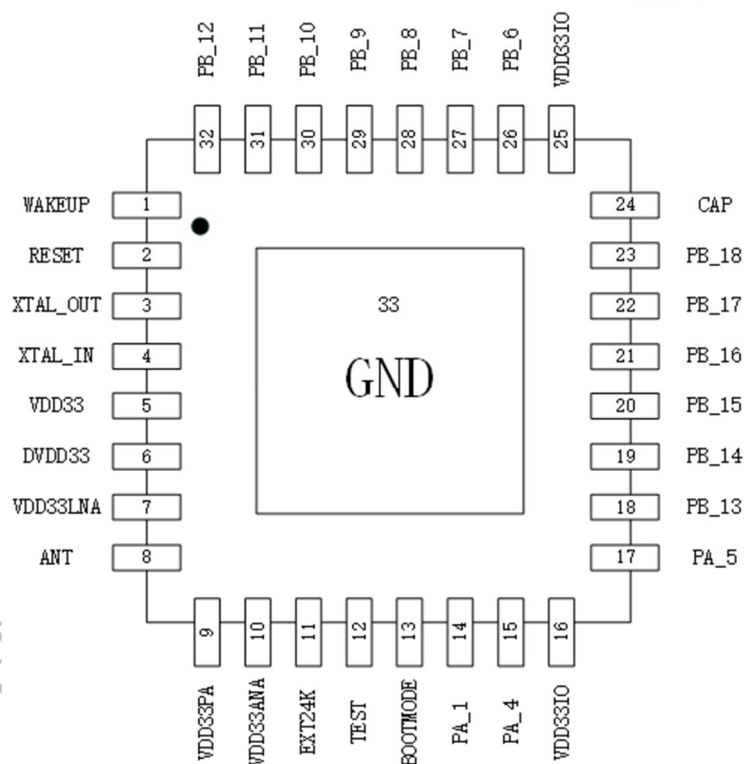 PB_12 PB_11 PB_10 PB_9 PB_8 PB_7 PB_6 VDD33IO
32 31 30 29 28 27 26 25
WAKEUP 1 24 CAP
RESET 2 23 PB_18
XTAL_OUT 3 33 22 PB_17
XTAL_IN 4 GND 21 PB_16
VDD33 5 20 PB_15
DVDD33 6 19 PB_14
VDD33LNA 7 18 PB_13
ANT 8 17 PA_5
9 10 11 12 13 14 15 16
VDD33PA VDD33ANA EXT24K TEST BOOTMODE PA_1 PA_4 VDD33IO